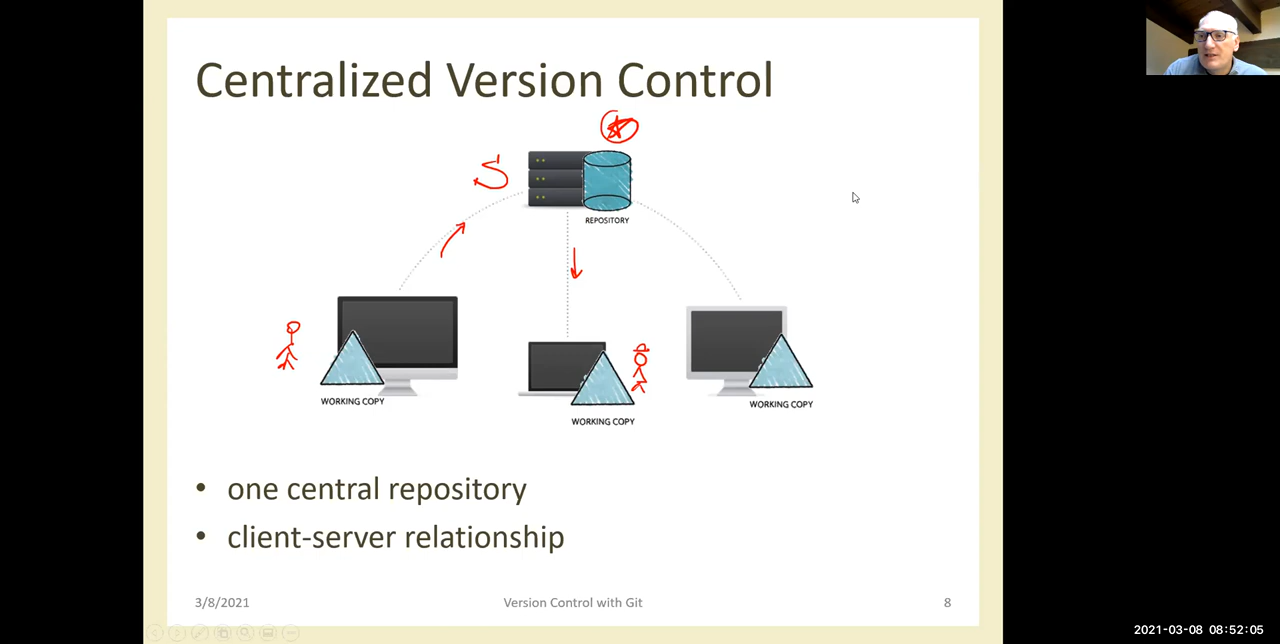 Centralized Version Control
S
REPOSITORY
WORKING COPY
WORKING COPY
WORKING COPY
• one central repository
• client-server relationship
3/8/2021
Version Control with Git
8
2021-03-08 08:52:05